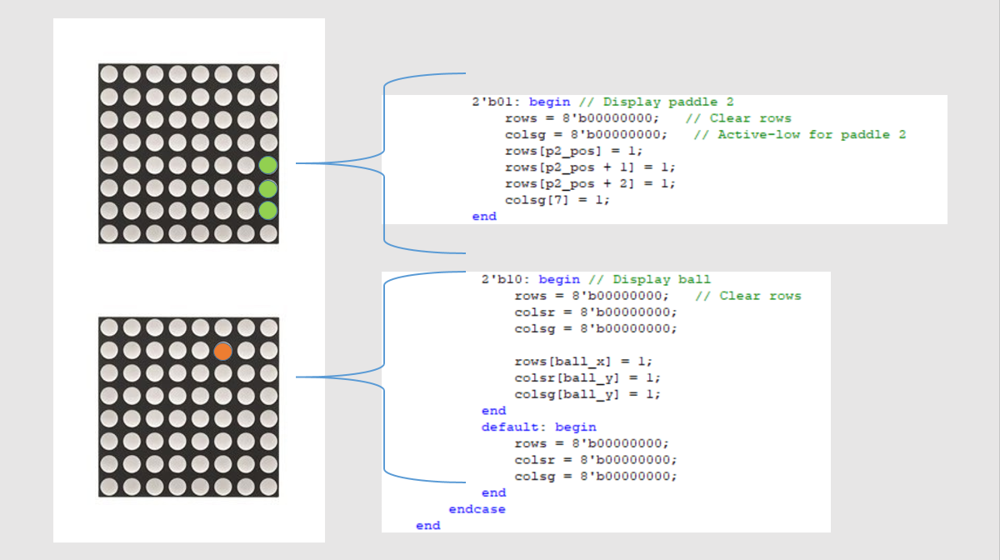 2'b01: begin // Display paddle 2
rows = 8'b00000000;   // Clear rows
colsg = 8'b00000000;   // Active-low for paddle 2
rows[p2_pos] = 1;
rows[p2_pos + 1] = 1;
rows[p2_pos + 2] = 1;
colsg[7] = 1;
end
2'b10: begin // Display ball
rows = 8'b00000000;   // Clear rows
colsr = 8'b00000000;
colsg = 8'b00000000;
rows[ball_x] = 1;
colsr[ball_y] = 1;
colsg[ball_y] = 1;
end
default: begin
rows = 8'b00000000;
colsr = 8'b00000000;
colsg = 8'b00000000;
end
endcase
end